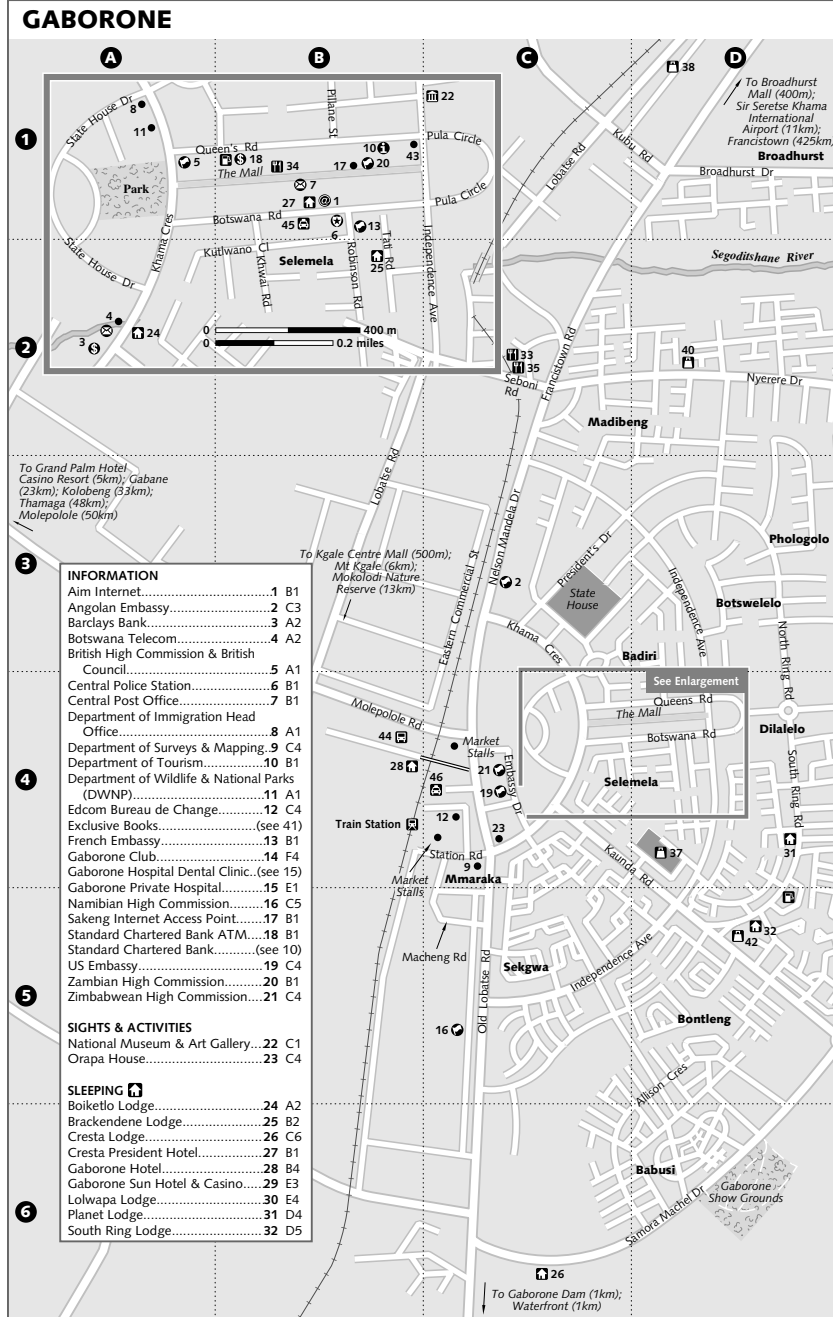 GABORONE
A
B
C
D
1
2
3
4
5
6
State House Dr
8
11
Park
State House Dr
Khama Cres
4
3
24
Queen's Rd
5
18
The Mall
34
7
27
1
Botswana Rd
45
6
13
Kutlwano Cl
Khwai Rd
Selemela
Robinson Rd
Tati Rd
25
Pilane St
10
17
20
43
22
Pula Circle
Pula Circle
Independence Ave
0
400 m
0
0.2 miles
38
To Broadhurst
Mall (400m);
Sir Seretse Khama
International
Airport (11km);
Francistown (425km)
Broadhurst
Broadhurst Dr
Kubu Rd
Lobatse Rd
Segoditshane River
33
35
Seboni
Rd
Francistown Rd
40
Nyerere Dr
Madibeng
Lobatse Rd
To Grand Palm Hotel
Casino Resort (5km); Gabane
(23km); Kolobeng (33km);
Thamaga (48km);
Molepolole (50km)
To Kgale Centre Mall (500m);
Mt Kgale (6km);
Mokolodi Nature
Reserve (13km)
Eastern Commercial St
Nelson Mandela Dr
2
President's Dr
State
House
Khama Cres
Independence Ave
Phologolo
Botswelelo
Badiri
North Ring Rd
See Enlargement
Queens Rd
The Mall
Botswana Rd
Selemela
Dilalelo
South Ring Rd
Molepolole Rd
44
Market
Stalls
28
46
21
19
Embassy Dr
Train Station
12
23
Station Rd
9
Market
Stalls
Mmaraka
Macheng Rd
37
Kaunda Rd
31
32
42
Sekgwa
Independence Ave
Old Lobatse Rd
16
Bontleng
Allison Cres
Babusi
Gaborone
Show Grounds
Samora Machel Dr
26
To Gaborone Dam (1km);
Waterfront (1km)
INFORMATION
Aim Internet..............................1 B1
Angolan Embassy......................2 C3
Barclays Bank............................3 A2
Botswana Telecom....................4 A2
British High Commission & British
Council..................................5 A1
Central Police Station................6 B1
Central Post Office....................7 B1
Department of Immigration Head
Office....................................8 A1
Department of Surveys & Mapping..9 C4
Department of Tourism............10 B1
Department of Wildlife & National Parks
(DWNP)................................11 A1
Edcom Bureau de Change.........12 C4
Exclusive Books..................(see 41)
French Embassy........................13 B1
Gaborone Club.........................14 F4
Gaborone Hospital Dental Clinic..(see 15)
Gaborone Private Hospital........15 E1
Namibian High Commission......16 C5
Sakeng Internet Access Point.....17 B1
Standard Chartered Bank ATM...18 B1
Standard Chartered Bank..........(see 10)
US Embassy..............................19 C4
Zambian High Commission.......20 B1
Zimbabwean High Commission....21 C4
SIGHTS & ACTIVITIES
National Museum & Art Gallery...22 C1
Orapa House............................23 C4
SLEEPING
Boiketlo Lodge.........................24 A2
Brackendene Lodge..................25 B2
Cresta Lodge............................26 C6
Cresta President Hotel..............27 B1
Gaborone Hotel........................28 B4
Gaborone Sun Hotel & Casino....29 E3
Lolwapa Lodge.........................30 E4
Planet Lodge............................31 D4
South Ring Lodge.....................32 D5